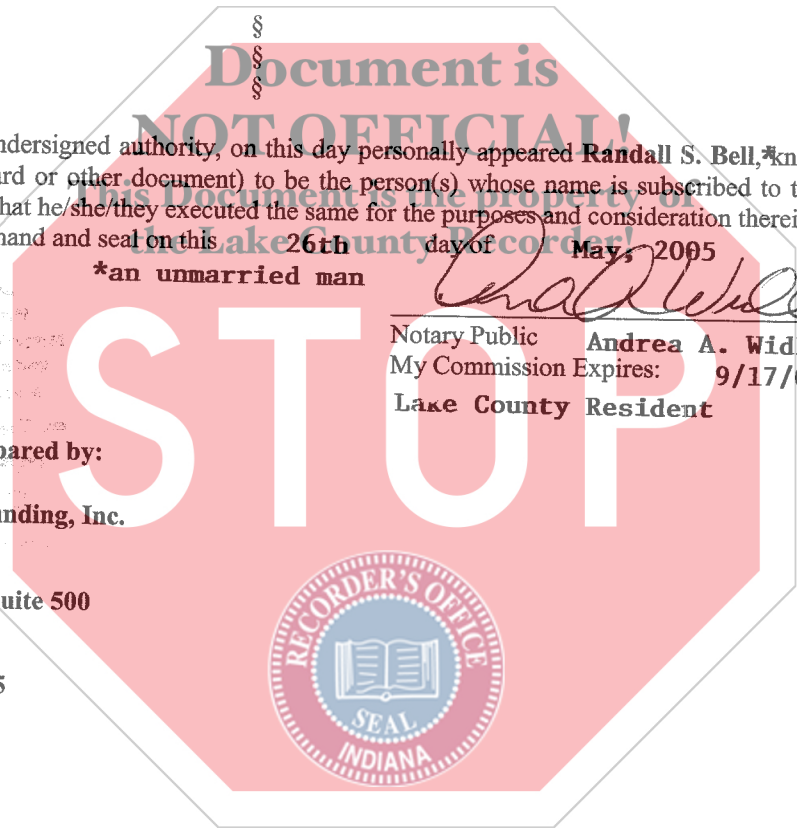 §
§
§
Document is
NOT OFFICIAL!
This Document is the property of
the Lake County Recorder!
ndersigned authority, on this day personally appeared Randall S. Bell,*kn
rd or other document) to be the person(s) whose name is subscribed to t
hat he/she/they executed the same for the purposes and consideration therei
hand and seal on this 26th day of May, 2005
*an unmarried man
Notary Public Andrea A. Wid
My Commission Expires: 9/17/
Lake County Resident
STOP
pared by:
nding, Inc.
uite 500
5
RECORDER'S OFFICE
SEAL
INDIANA